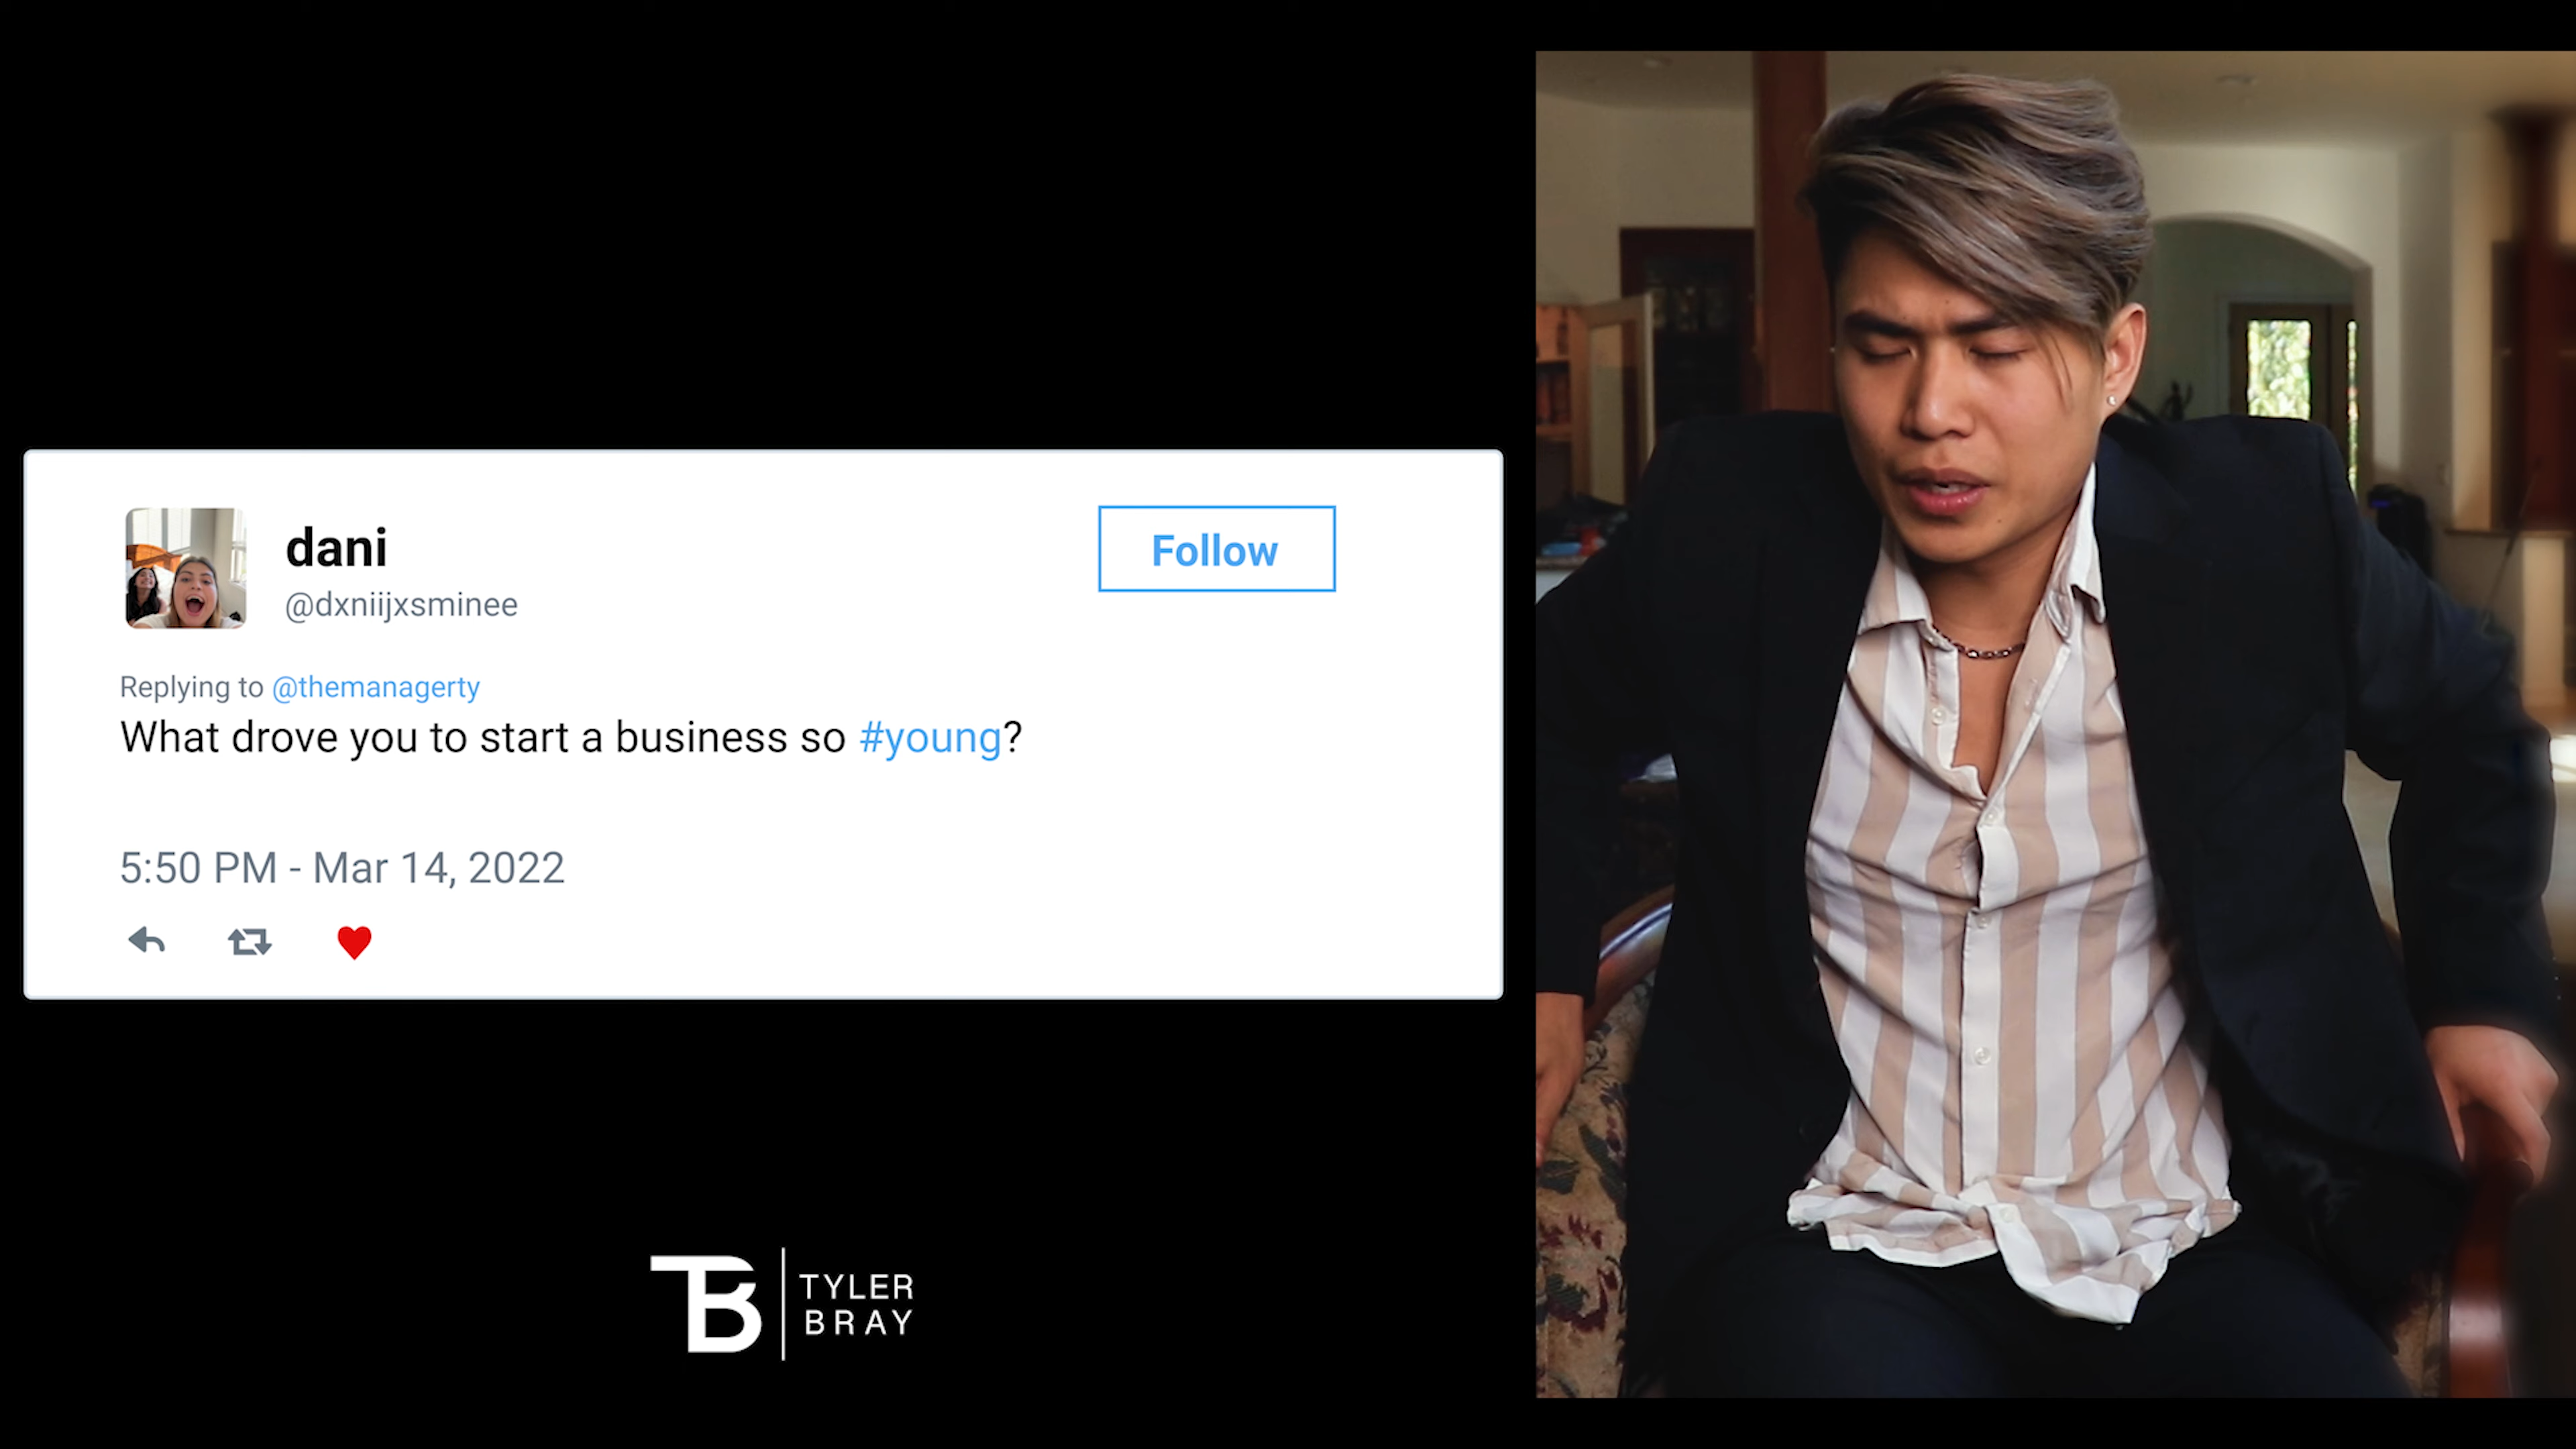 dani
@dxniijxsminee
Follow
Replying to @themanagerty
What drove you to start a business so #young?
5:50 PM - Mar 14, 2022
TB
TYLER
BRAY